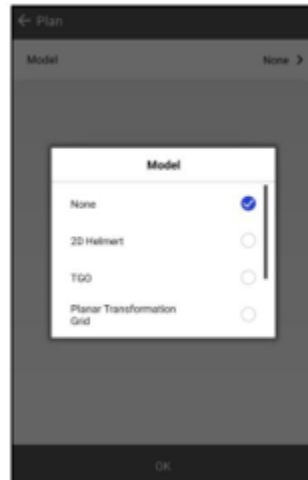 ← Plan
Model None >
Model
None
2D Helmert
TGO
Planar Transformation
Grid
OK